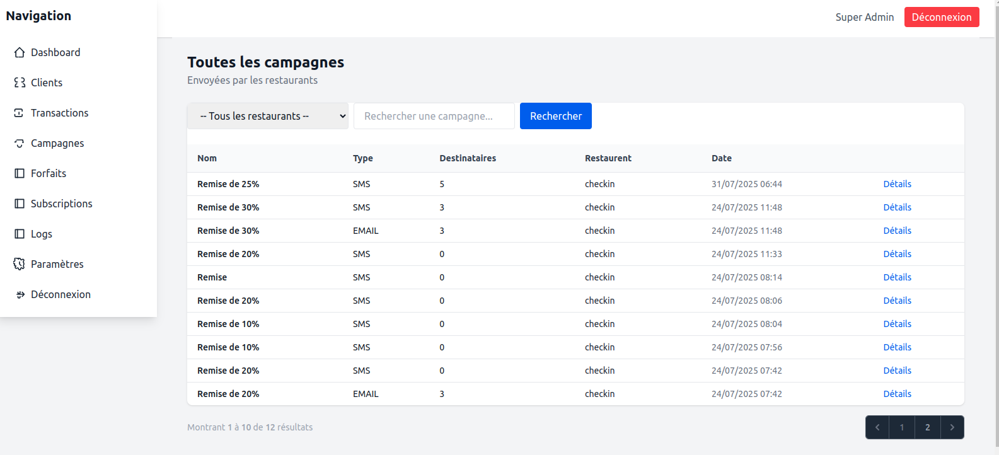 Navigation
Super Admin Déconnexion
Dashboard
Clients
Transactions
Campagnes
Forfaits
Subscriptions
Logs
Paramètres
Déconnexion
Toutes les campagnes
Envoyées par les restaurants
-- Tous les restaurants -- Rechercher une campagne... Rechercher
Nom Type Destinataires Restaurent Date
Remise de 25% SMS 5 checkin 31/07/2025 06:44 Détails
Remise de 30% SMS 3 checkin 24/07/2025 11:48 Détails
Remise de 30% EMAIL 3 checkin 24/07/2025 11:48 Détails
Remise de 20% SMS 0 checkin 24/07/2025 11:33 Détails
Remise SMS 0 checkin 24/07/2025 08:14 Détails
Remise de 20% SMS 0 checkin 24/07/2025 08:06 Détails
Remise de 10% SMS 0 checkin 24/07/2025 08:04 Détails
Remise de 10% SMS 0 checkin 24/07/2025 07:56 Détails
Remise de 20% SMS 0 checkin 24/07/2025 07:42 Détails
Remise de 20% EMAIL 3 checkin 24/07/2025 07:42 Détails
Montrant 1 à 10 de 12 résultats
1 2